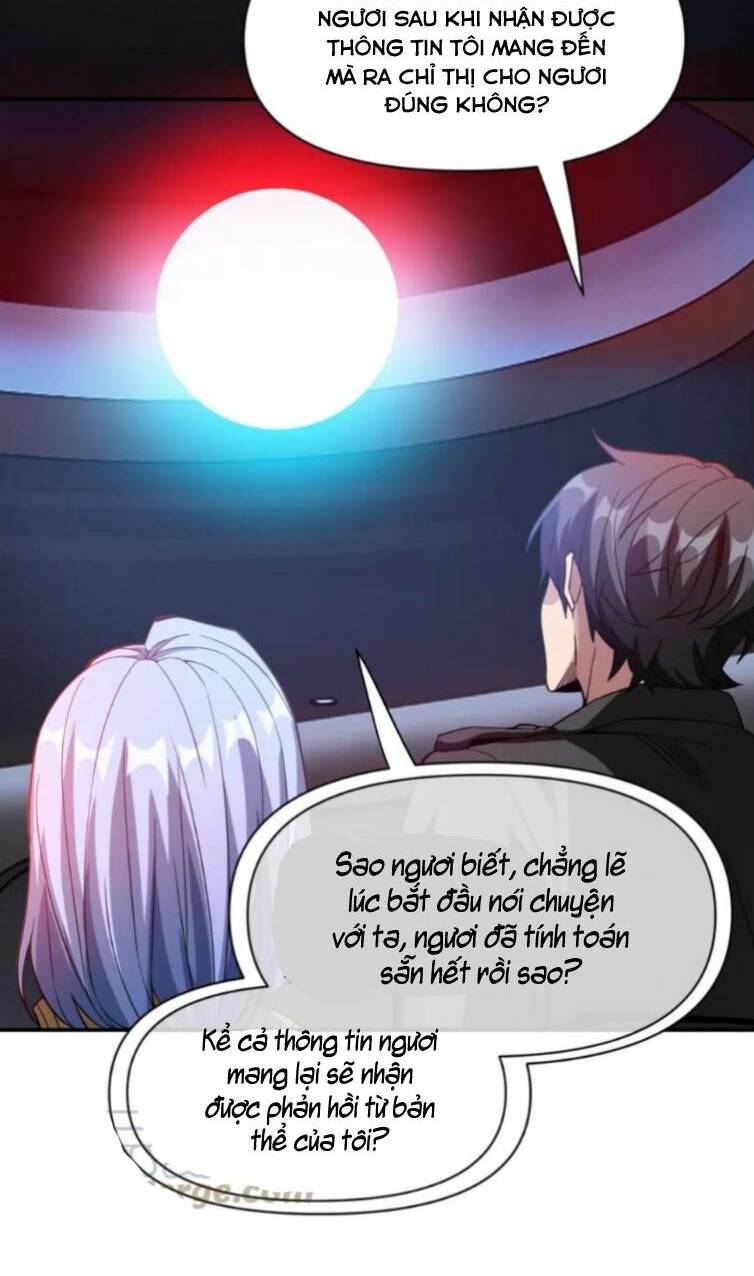 NGƯƠI SAU KHI NHẬN ĐƯỢC
THÔNG TIN TÔI MANG ĐẾN
MÀ RA CHỈ THỊ CHO NGƯƠI
ĐÚNG KHÔNG?
Sao ngươi biết, chẳng lẽ
lúc bắt đầu nói chuyện
với ta, ngươi đã tính toán
sẵn hết rồi sao?
Kể cả thông tin ngươi
mang lại sẽ nhận
được phản hồi từ bản
thể của tôi?